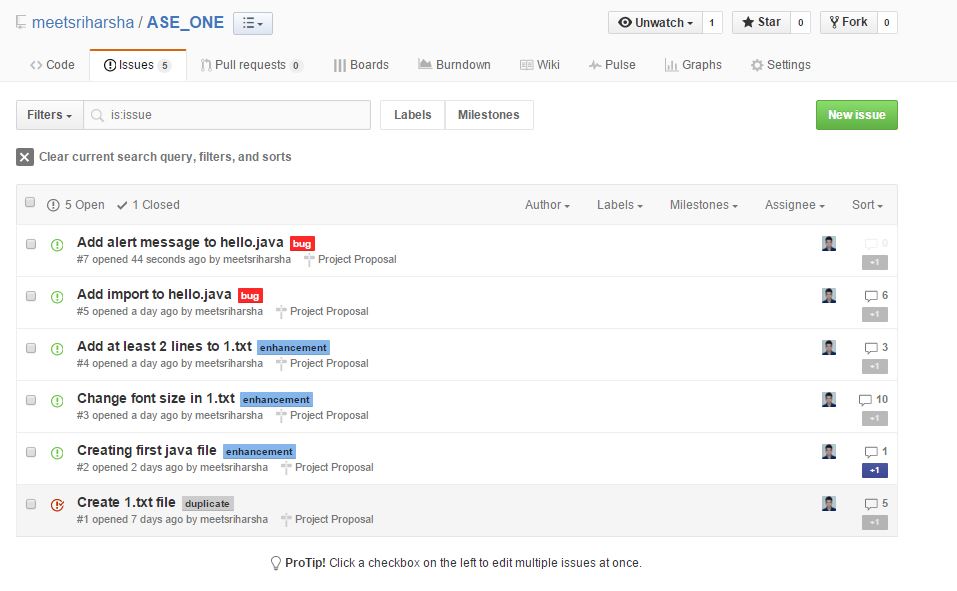 meetsriharsha / ASE_ONE
Unwatch 1 Star 0 Fork 0
Code Issues 5 Pull requests 0 Boards Burndown Wiki Pulse Graphs Settings
Filters is:issue Labels Milestones New issue
Clear current search query, filters, and sorts
5 Open 1 Closed Author Labels Milestones Assignee Sort
Add alert message to hello.java bug 0
#7 opened 44 seconds ago by meetsriharsha Project Proposal +1
Add import to hello.java bug 6
#5 opened a day ago by meetsriharsha Project Proposal +1
Add at least 2 lines to 1.txt enhancement 3
#4 opened a day ago by meetsriharsha Project Proposal +1
Change font size in 1.txt enhancement 10
#3 opened a day ago by meetsriharsha Project Proposal +1
Creating first java file enhancement 1
#2 opened 2 days ago by meetsriharsha Project Proposal +1
Create 1.txt file duplicate 5
#1 opened 7 days ago by meetsriharsha Project Proposal +1
ProTip! Click a checkbox on the left to edit multiple issues at once.